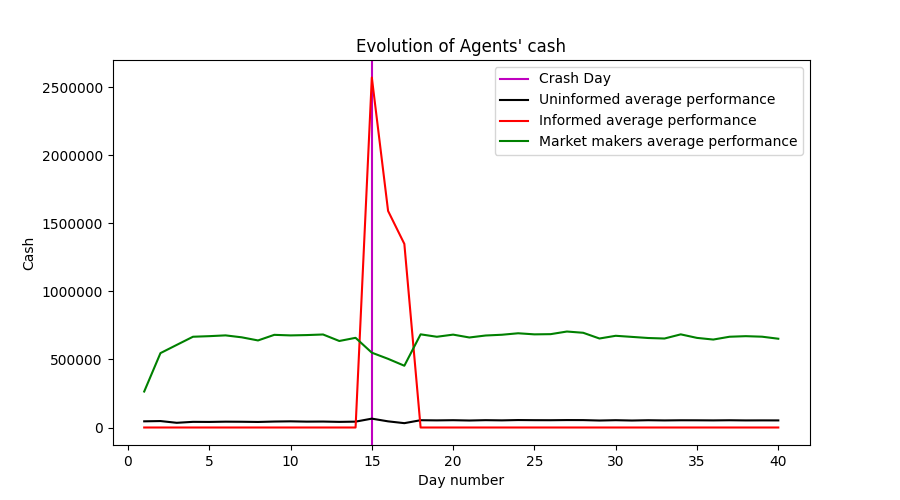 Evolution of Agents' cash
Crash Day
Uninformed average performance
Informed average performance
Market makers average performance
2500000
2000000
1500000
1000000
500000
0
Cash
0 5 10 15 20 25 30 35 40
Day number